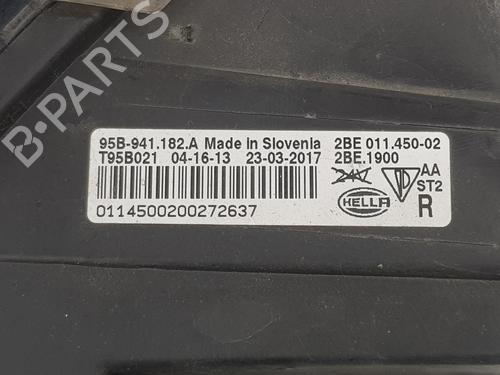 B-PARTS
95B-941.182.A Made in Slovenia 2BE 011.450-02
T95B021 04-16-13 23-03-2017 2BE.1900
24V AA
ST2
HELLA R
0114500200272637